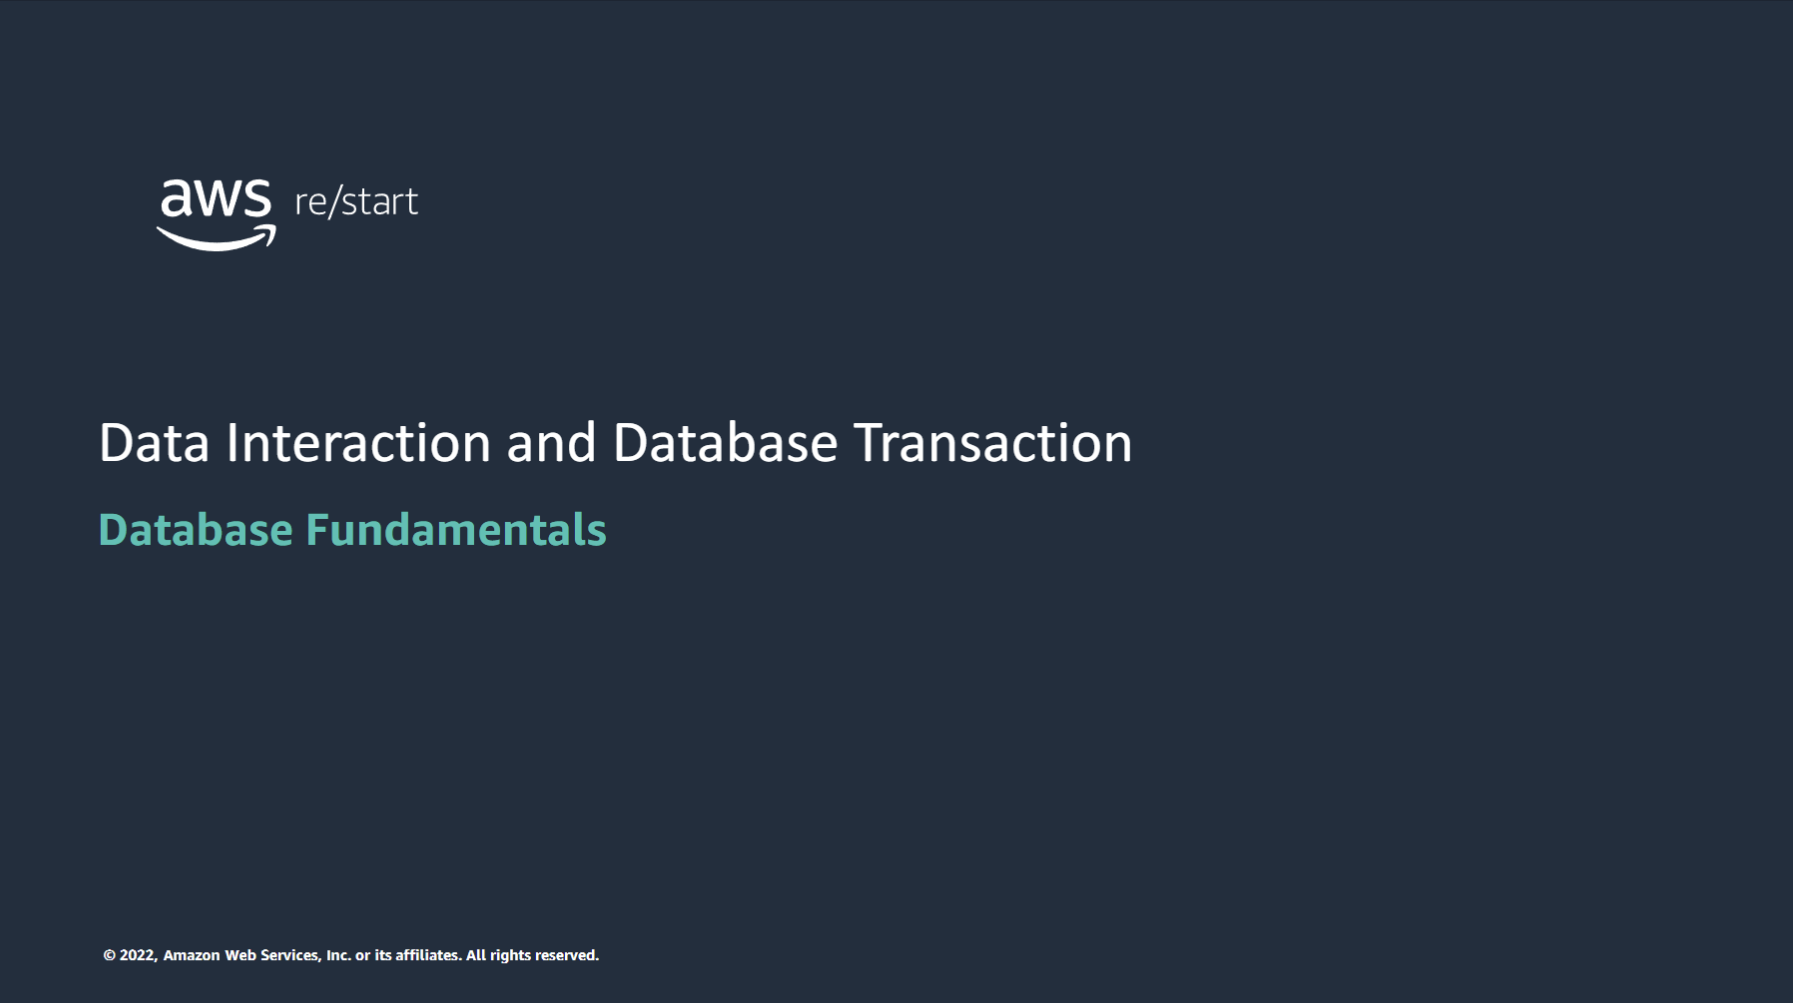 aws re/start
Data Interaction and Database Transaction
Database Fundamentals
© 2022, Amazon Web Services, Inc. or its affiliates. All rights reserved.